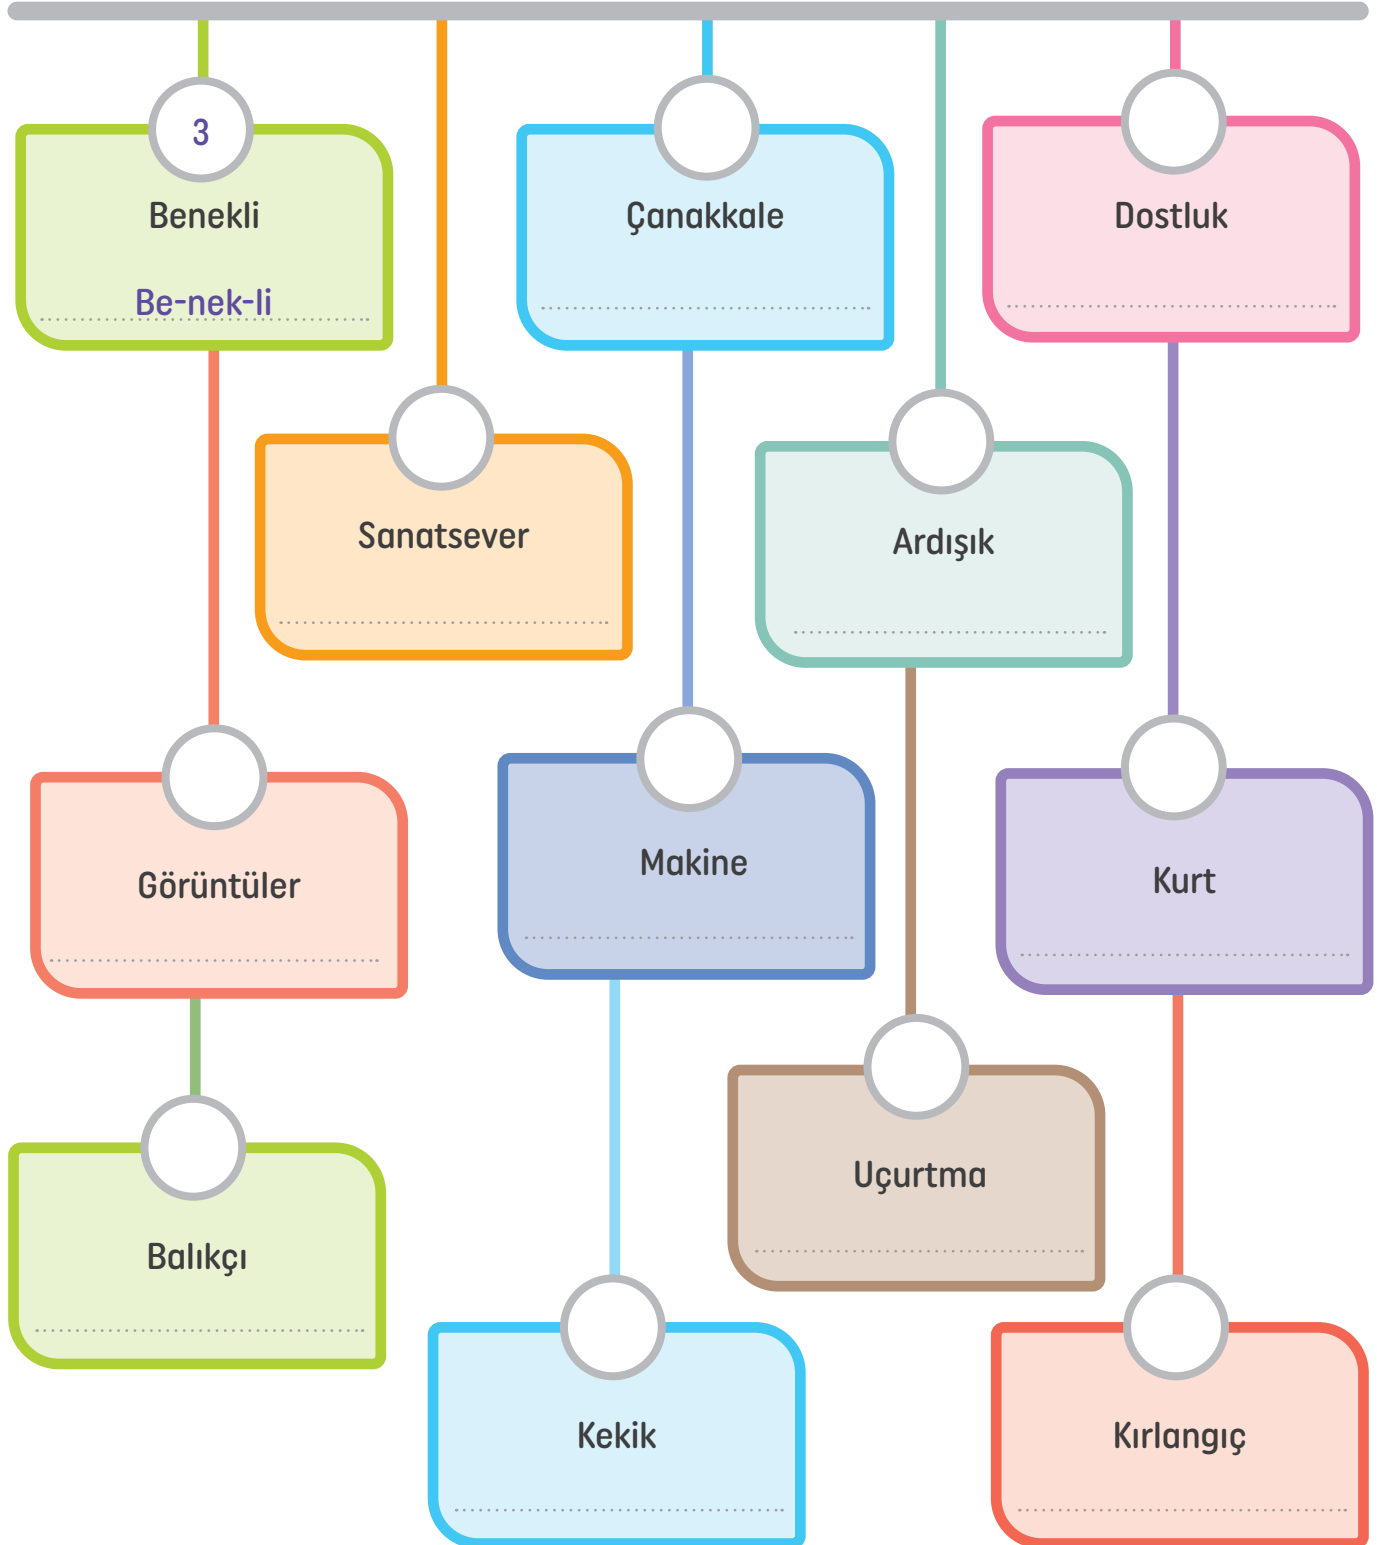 3
Benekli
Be-nek-li
Çanakkale
Dostluk
Sanatsever
Ardışık
Görüntüler
Makine
Kurt
Balıkçı
Uçurtma
Kekik
Kırlangıç